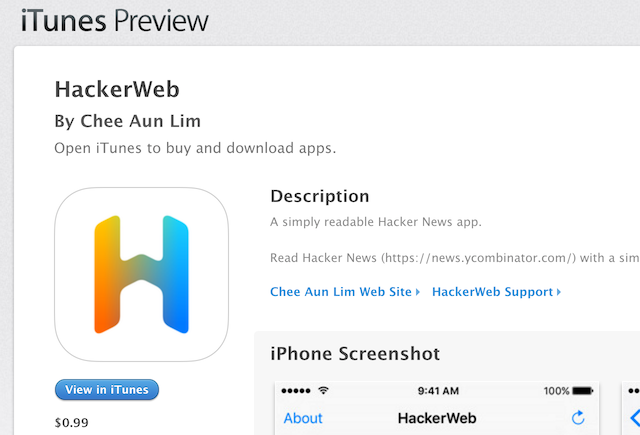 iTunes Preview
HackerWeb
By Chee Aun Lim
Open iTunes to buy and download apps.
Description
A simply readable Hacker News app.
Read Hacker News (https://news.ycombinator.com/) with a sim
Chee Aun Lim Web Site HackerWeb Support
View in iTunes
$0.99
iPhone Screenshot
9:41 AM 100%
About HackerWeb